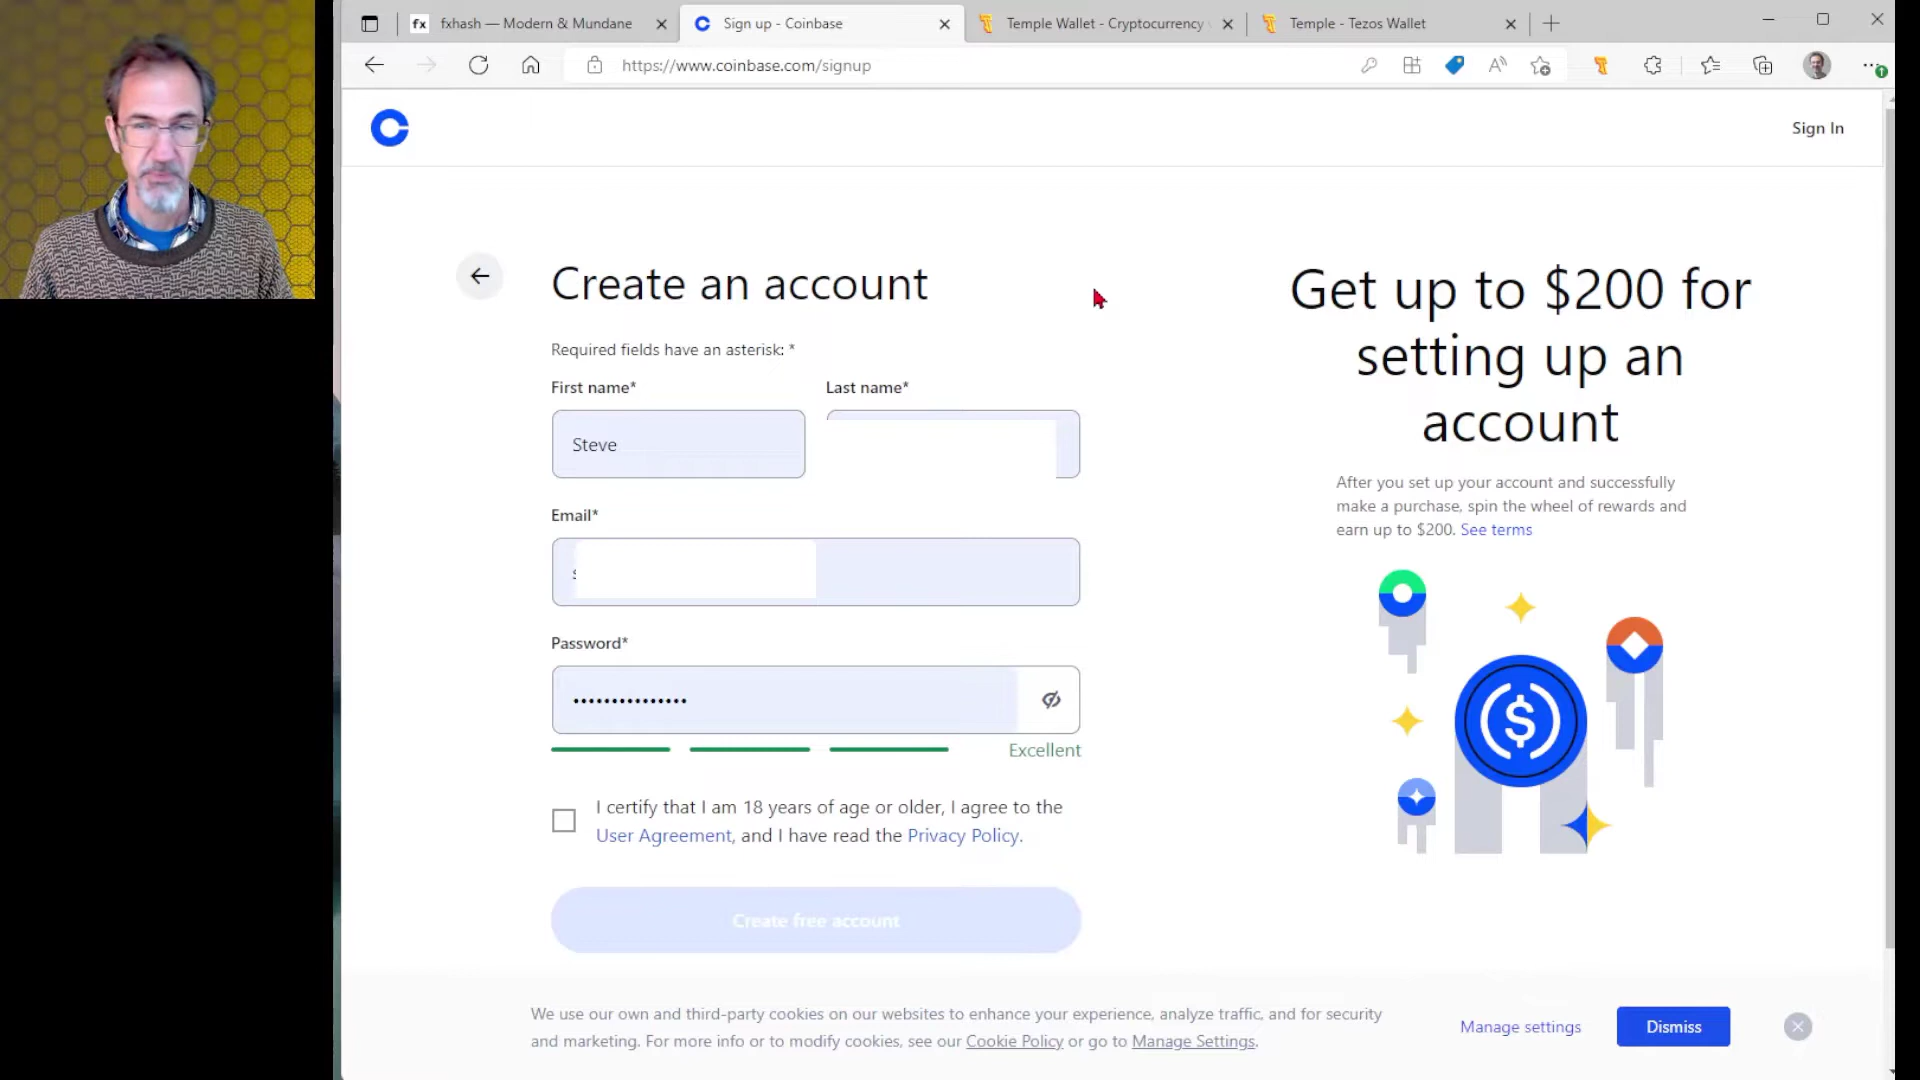 fx fxhash — Modern & Mundane
Sign up - Coinbase
Temple Wallet - Cryptocurrency
Temple - Tezos Wallet
https://www.coinbase.com/signup
Sign In
Create an account
Required fields have an asterisk: *
First name*
Last name*
Steve
Email*
Password*
•••••••••••••••
Excellent
I certify that I am 18 years of age or older, I agree to the
User Agreement, and I have read the Privacy Policy.
Create free account
Get up to $200 for
setting up an
account
After you set up your account and successfully
make a purchase, spin the wheel of rewards and
earn up to $200. See terms
We use our own and third-party cookies on our websites to enhance your experience, analyze traffic, and for security
and marketing. For more info or to modify cookies, see our Cookie Policy or go to Manage Settings.
Manage settings
Dismiss